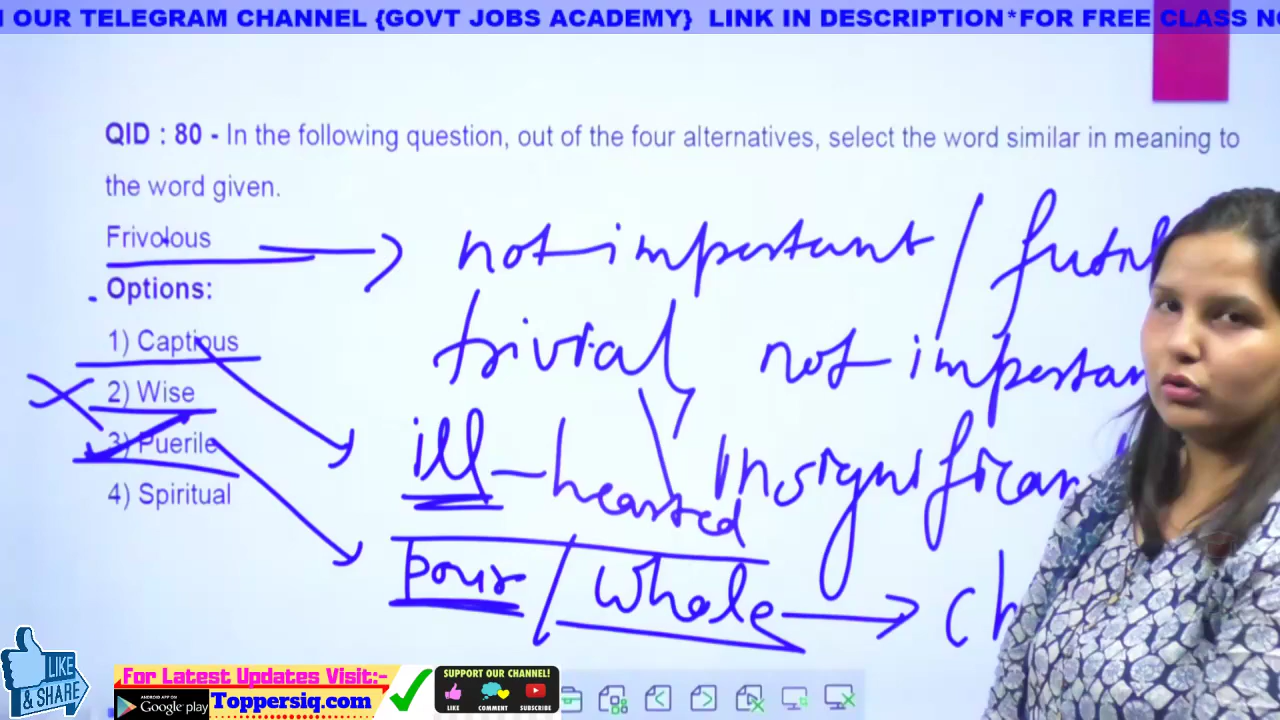 OUR TELEGRAM CHANNEL {GOVT JOBS ACADEMY} LINK IN DESCRIPTION*FOR FREE CLASS
QID : 80 - In the following question, out of the four alternatives, select the word similar in meaning to
the word given.
Frivolous
not important /
Options:
1) Captious
trivial not importan
2) Wise
3) Puerile
ill-hearted
insignifican
4) Spiritual
/ Whole
LIKE
& SHARE
For Latest Updates Visit:-
ANDROID APP ON
Google play
Toppersiq.com
SUPPORT OUR CHANNEL!
LIKE
COMMENT
SUBSCRIBE